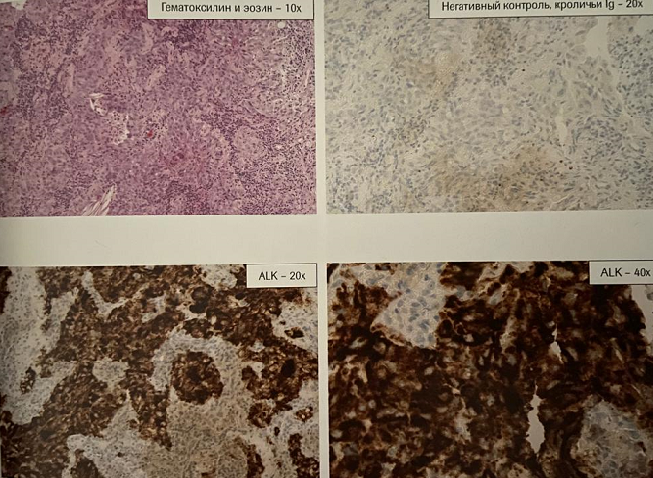 Гематоксилин и эозин – 10x
Негативный контроль, кроличьи Ig – 20x
ALK – 20x
ALK – 40x